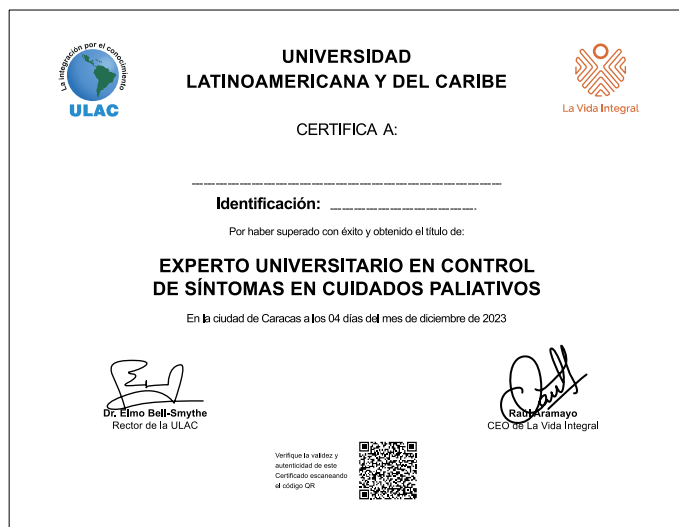 La integración por el conocimiento
ULAC
UNIVERSIDAD
LATINOAMERICANA Y DEL CARIBE
La Vida Integral
CERTIFICA A:
Identificación:
Por haber superado con éxito y obtenido el título de:
EXPERTO UNIVERSITARIO EN CONTROL
DE SÍNTOMAS EN CUIDADOS PALIATIVOS
En la ciudad de Caracas a los 04 días del mes de diciembre de 2023
Dr. Elmo Bell-Smythe
Rector de la ULAC
Raúl Aramayo
CEO de La Vida Integral
Verifique la validez y
autenticidad de este
Certificado escaneando
el código QR